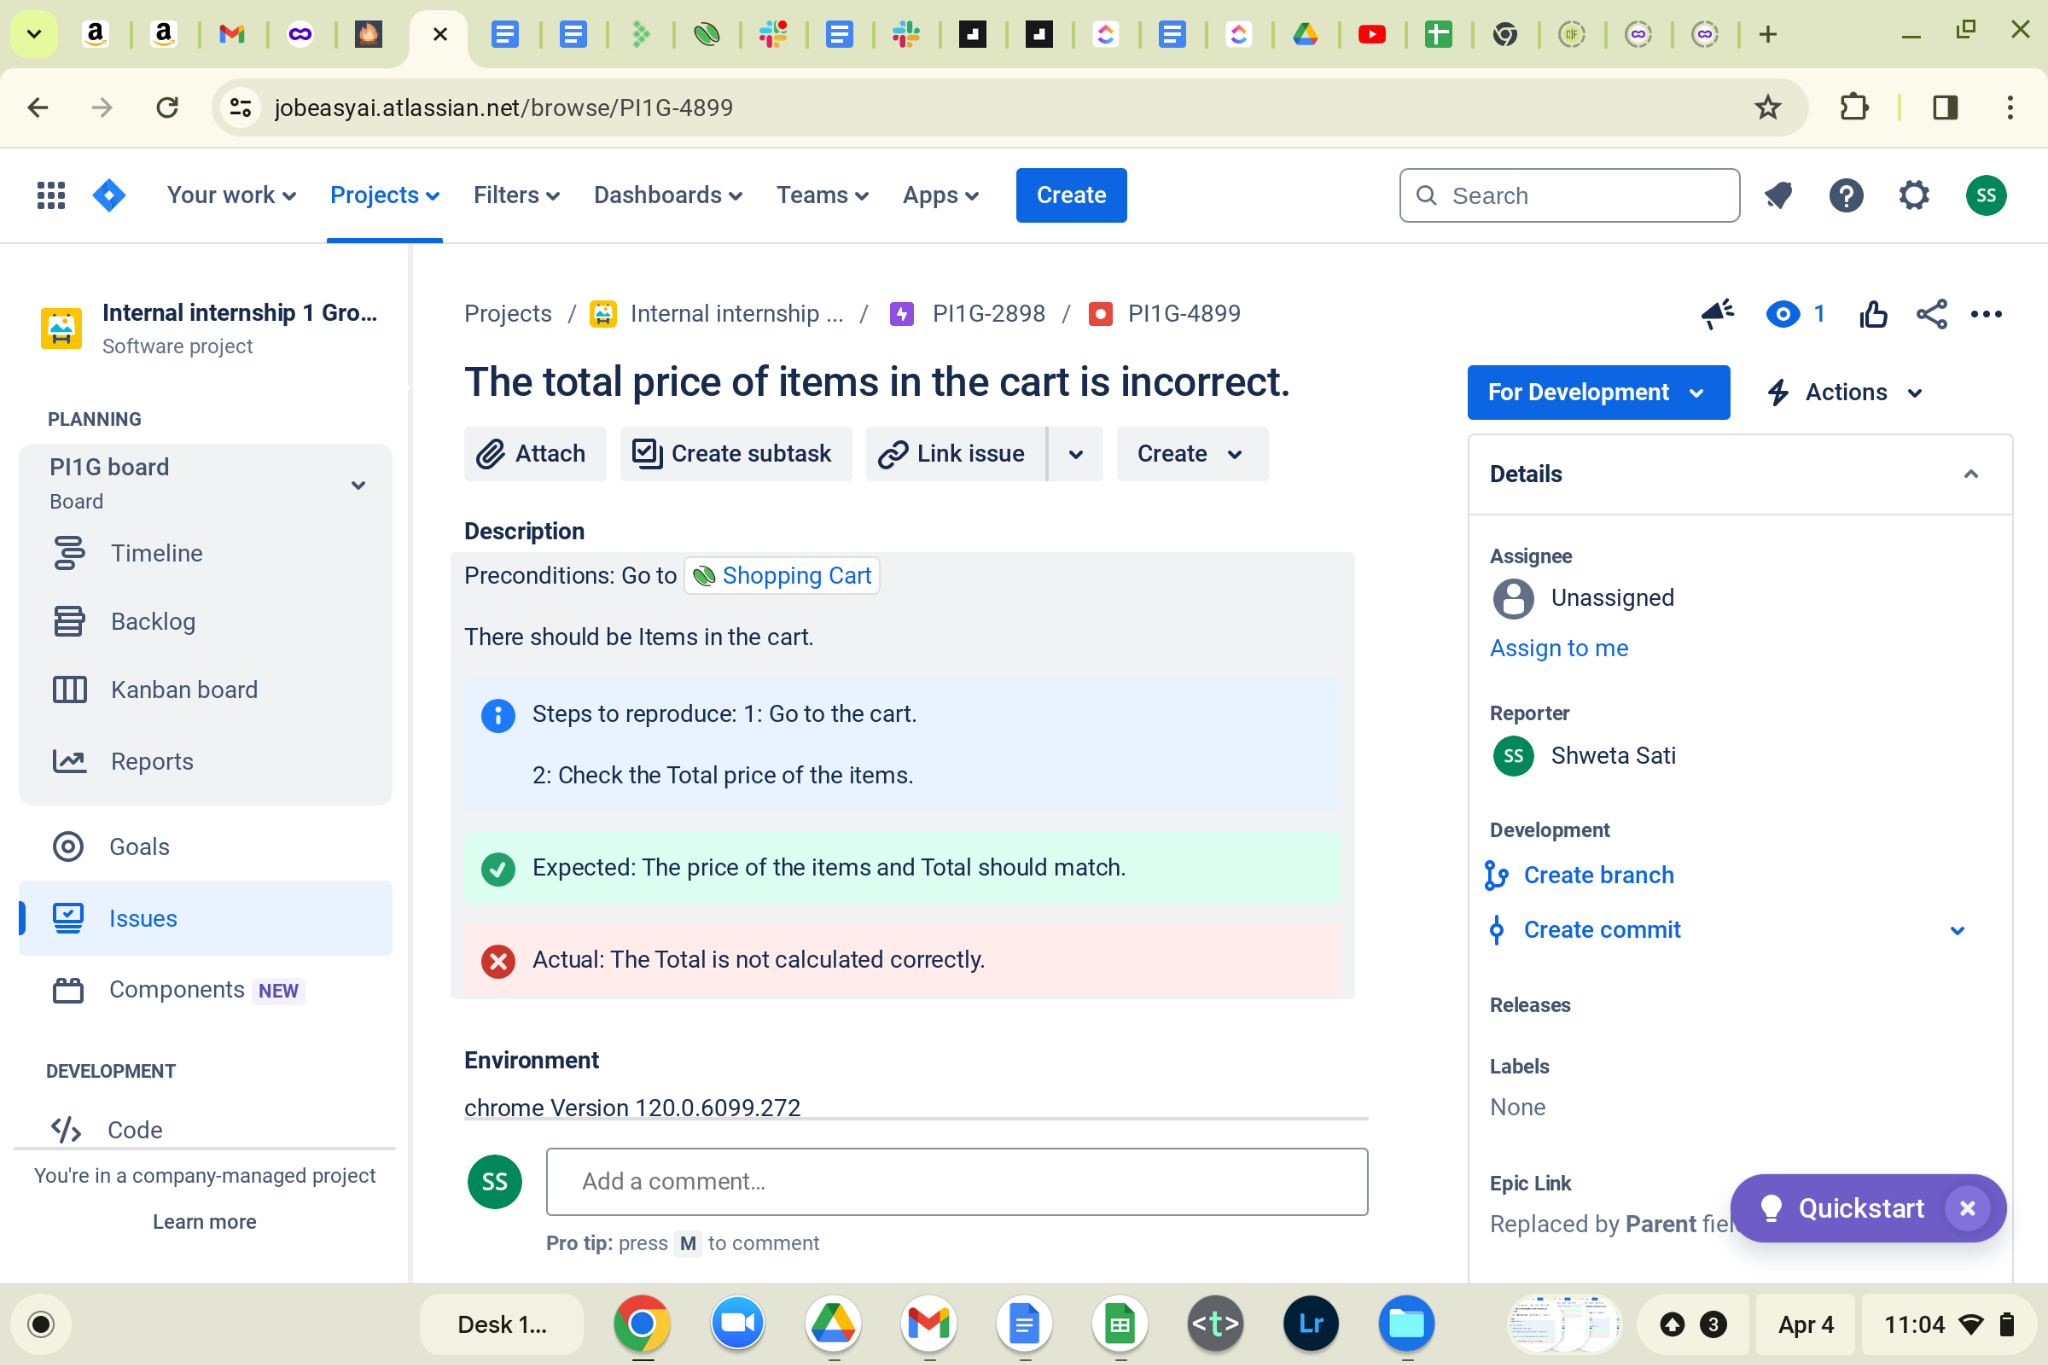 jobeasyai.atlassian.net/browse/PI1G-4899
Your work
Projects
Filters
Dashboards
Teams
Apps
Create
Search
SS
Internal internship 1 Gro...
Software project
PLANNING
PI1G board
Board
Timeline
Backlog
Kanban board
Reports
Goals
Issues
Components NEW
DEVELOPMENT
Code
You're in a company-managed project
Learn more
Projects / Internal internship ... / PI1G-2898 / PI1G-4899
1
The total price of items in the cart is incorrect.
Attach
Create subtask
Link issue
Create
Description
Preconditions: Go to Shopping Cart
There should be Items in the cart.
Steps to reproduce: 1: Go to the cart.
2: Check the Total price of the items.
Expected: The price of the items and Total should match.
Actual: The Total is not calculated correctly.
Environment
chrome Version 120.0.6099.272
SS
Add a comment...
Pro tip: press M to comment
For Development
Actions
Details
Assignee
Unassigned
Assign to me
Reporter
SS Shweta Sati
Development
Create branch
Create commit
Releases
Labels
None
Epic Link
Replaced by Parent fiel
Quickstart
Desk 1...
<t>
Lr
3
Apr 4
11:04